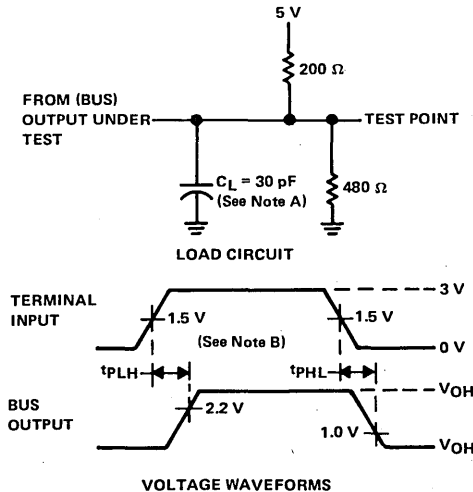 5 V
200 Ω
FROM (BUS)
OUTPUT UNDER
TEST
TEST POINT
CL = 30 pF
(See Note A)
480 Ω
LOAD CIRCUIT
TERMINAL
INPUT
3 V
1.5 V
1.5 V
(See Note B)
0 V
tPLH
tPHL
BUS
OUTPUT
VOH
2.2 V
1.0 V
VOH
VOLTAGE WAVEFORMS